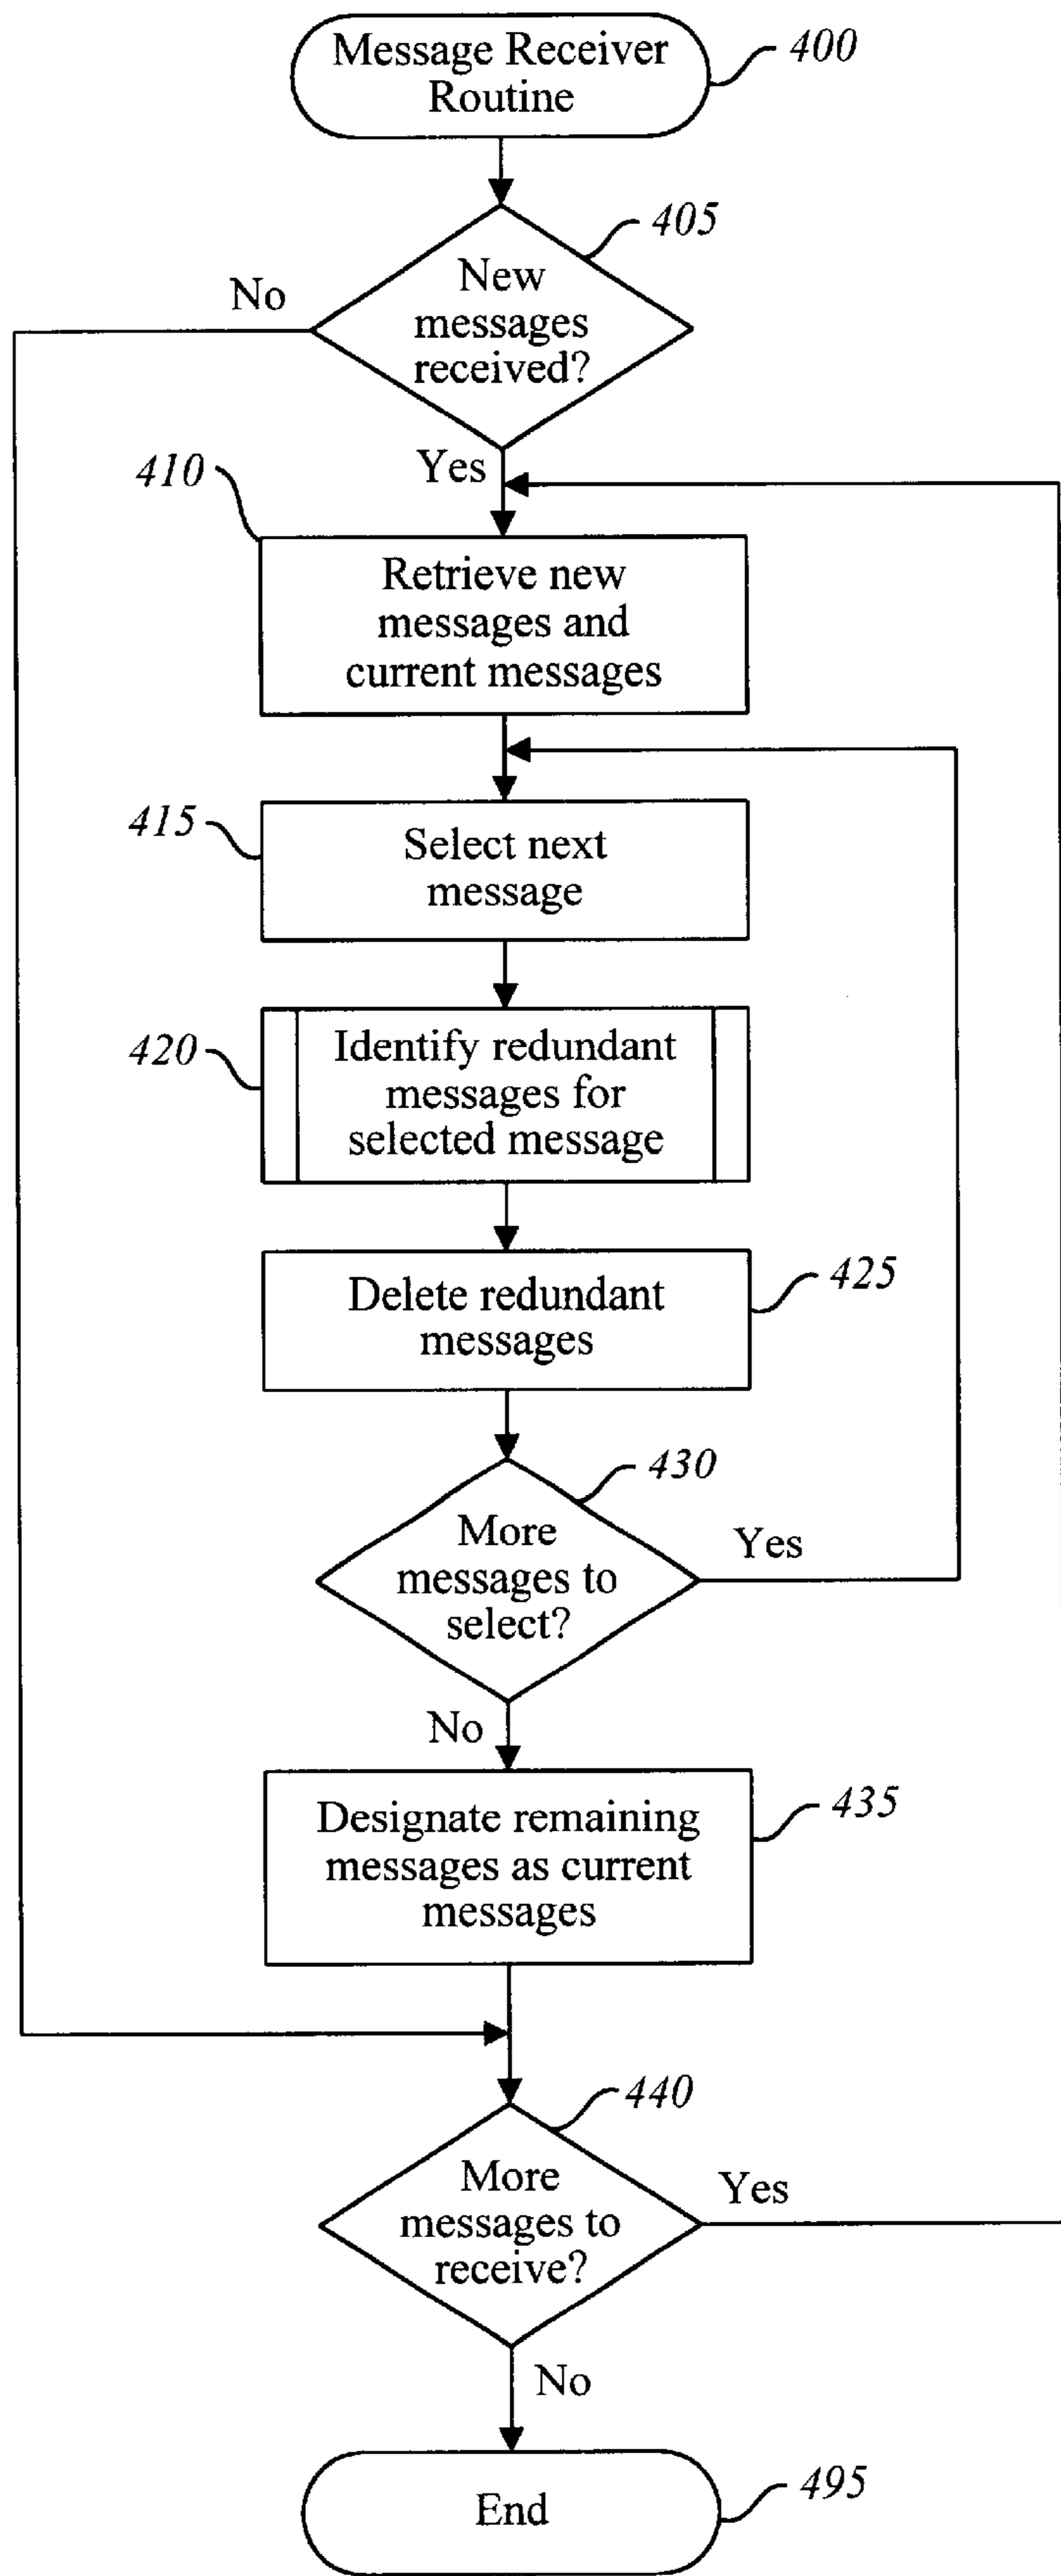 Message Receiver
Routine
400
405
New
messages
received?
No
Yes
410
Retrieve new
messages and
current messages
415
Select next
message
420
Identify redundant
messages for
selected message
425
Delete redundant
messages
430
More
messages to
select?
Yes
No
435
Designate remaining
messages as current
messages
440
More
messages to
receive?
Yes
No
End
495